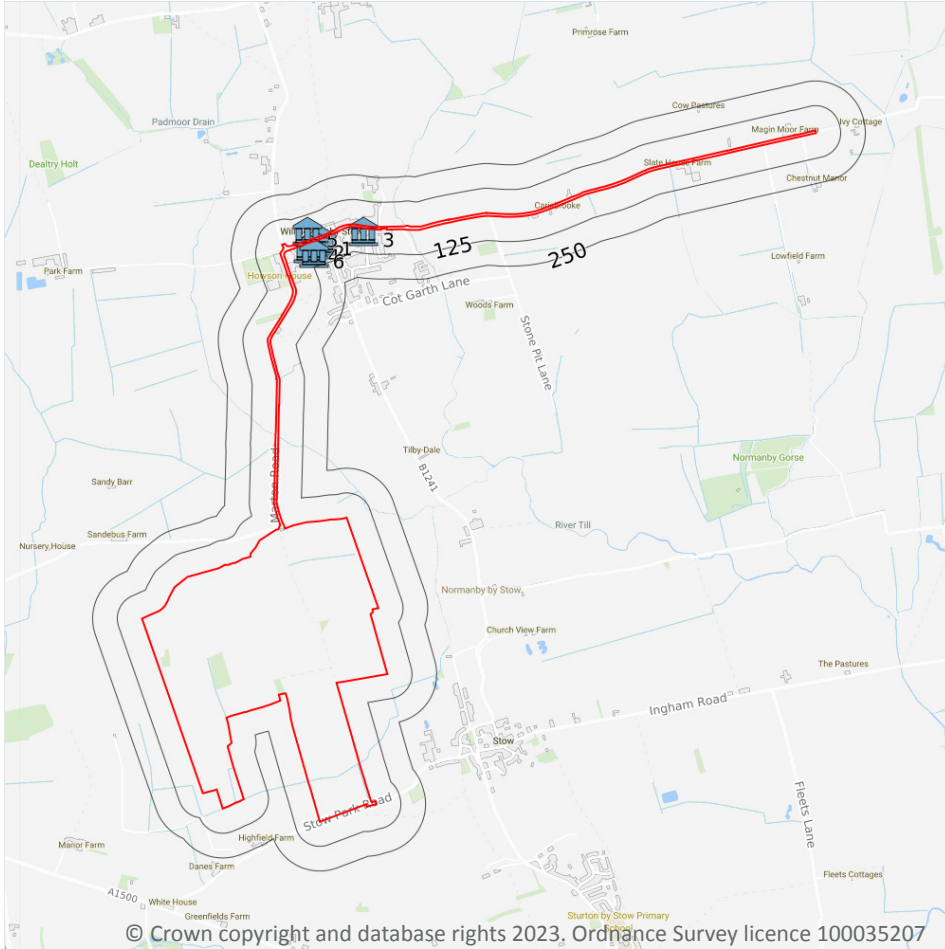 Primrose Farm
Cow Pastures
Padmoor Drain
Magin Moor Farm
Ivy Cottage
Dealtry Holt
Slate House Farm
Chestnut Manor
3
1
6
125
250
Lowfield Farm
Park Farm
Howson House
Cot Garth Lane
Woods Farm
Stone Pit Lane
Tilby-Dale
B1241
Normanby Gorse
Marton Road
Sandy Barr
River Till
Sandebus Farm
Nursery House
Normanby by Stow
Church View Farm
The Pastures
Ingham Road
Stow
Stow Park Road
Fleets Lane
Highfield Farm
Manor Farm
Danes Farm
A1500
White House
Fleets Cottages
Greenfields Farm
Sturton by Stow Primary
School
© Crown copyright and database rights 2023. Ordnance Survey licence 100035207